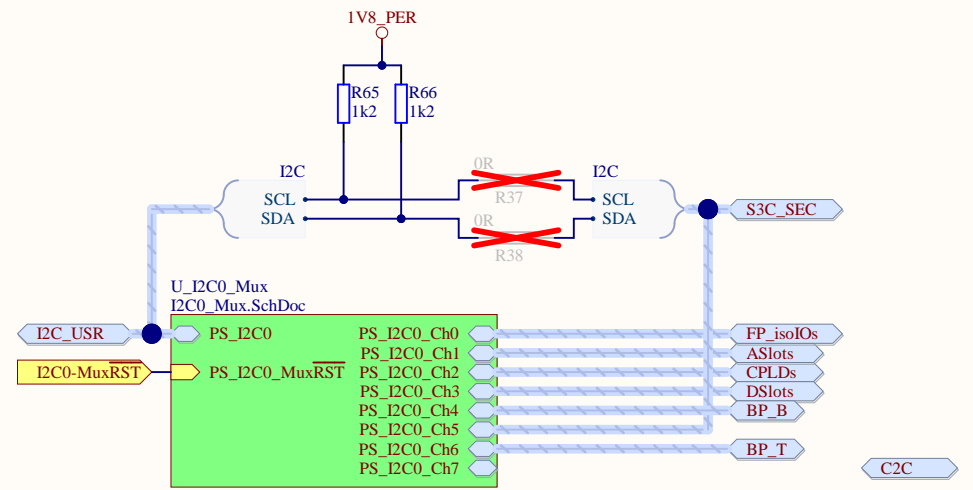 1V8_PER
R65
1k2
R66
1k2
I2C
SCL
SDA
0R
R37
0R
R38
I2C
SCL
SDA
S3C_SEC
U_I2C0_Mux
I2C0_Mux.SchDoc
I2C_USR
PS_I2C0
PS_I2C0_Ch0
FP_isoIOs
PS_I2C0_Ch1
ASlots
I2C0-MuxRST
PS_I2C0_MuxRST
PS_I2C0_Ch2
CPLDs
PS_I2C0_Ch3
DSlots
PS_I2C0_Ch4
BP_B
PS_I2C0_Ch5
PS_I2C0_Ch6
BP_T
PS_I2C0_Ch7
C2C